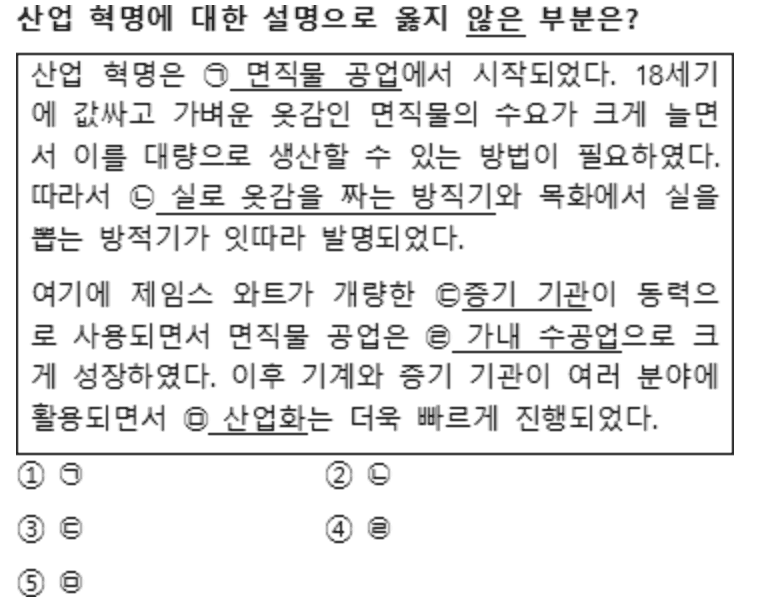 산업 혁명에 대한 설명으로 옳지 않은 부분은?
산업 혁명은 ㉠ 면직물 공업에서 시작되었다. 18세기
에 값싸고 가벼운 옷감인 면직물의 수요가 크게 늘면
서 이를 대량으로 생산할 수 있는 방법이 필요하였다.
따라서 ㉡ 실로 옷감을 짜는 방직기와 목화에서 실을
뽑는 방적기가 잇따라 발명되었다.
여기에 제임스 와트가 개량한 ㉢증기 기관이 동력으
로 사용되면서 면직물 공업은 ㉣ 가내 수공업으로 크
게 성장하였다. 이후 기계와 증기 기관이 여러 분야에
활용되면서 ㉤ 산업화는 더욱 빠르게 진행되었다.
① ㉠ ② ㉡
③ ㉢ ④ ㉣
⑤ ㉤